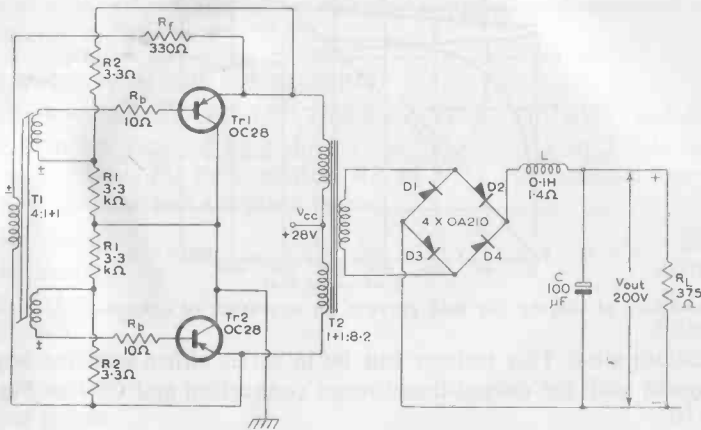 Rf
330Ω
R2
3·3Ω
Rb
10Ω
Tr1
OC28
±
±
T1
4:1+1
R1
3·3
kΩ
R1
3·3
kΩ
Vcc
+28V
D1
D2
4 X OA210
D3
D4
L
0·1H
1·4Ω
+
C
100
μF
Vout
200V
RL
375
Ω
±
Rb
10Ω
Tr2
OC28
T2
1+1:8·2
R2
3·3Ω